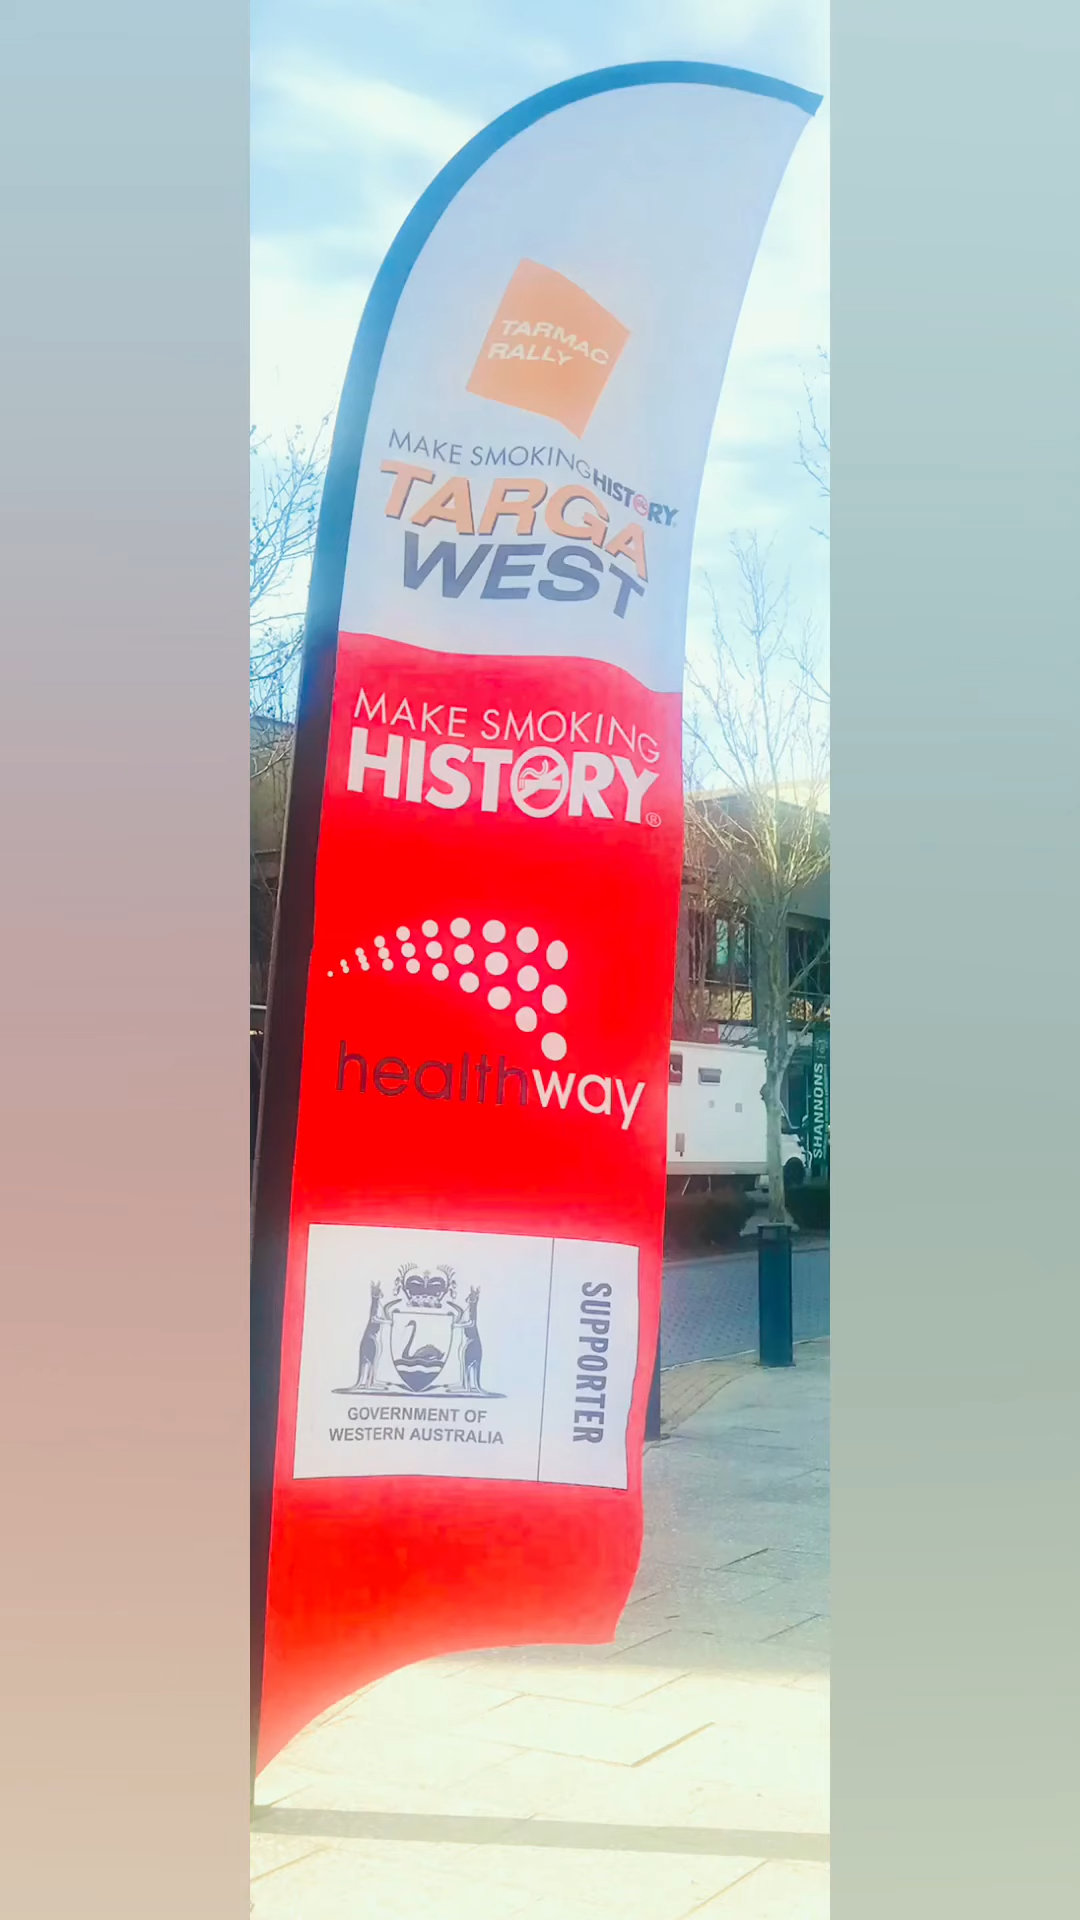 TARMAC
RALLY
MAKE SMOKING HISTORY
TARGA
WEST
MAKE SMOKING
HISTORY®
healthway
GOVERNMENT OF
WESTERN AUSTRALIA
SUPPORTER
SHANNONS